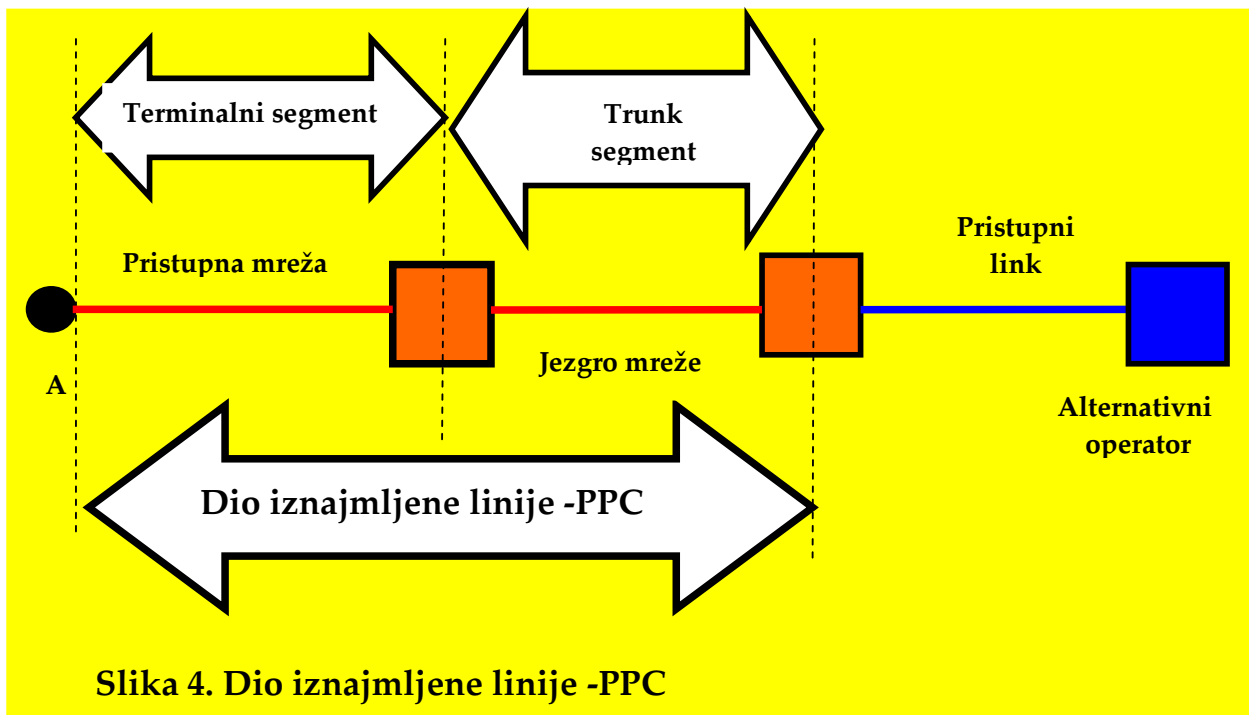 Terminalni segment
Trunk
segment
Pristupna mreža
Pristupni
link
Jezgro mreže
A
Alternativni
operator
Dio iznajmljene linije -PPC
Slika 4. Dio iznajmljene linije -PPC